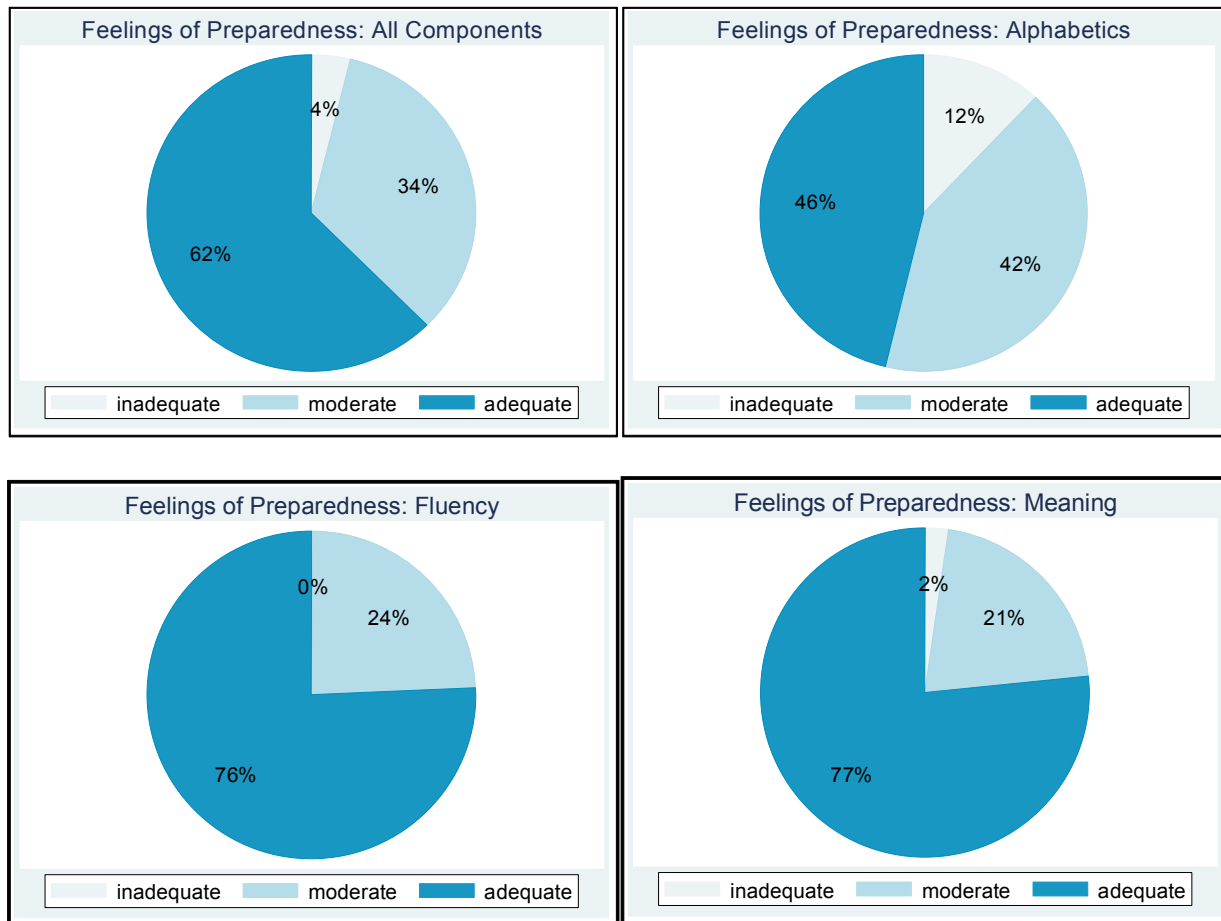 Feelings of Preparedness: All Components
4%
34%
62%
inadequate moderate adequate
Feelings of Preparedness: Alphabetics
12%
46%
42%
inadequate moderate adequate
Feelings of Preparedness: Fluency
0%
24%
76%
inadequate moderate adequate
Feelings of Preparedness: Meaning
2%
21%
77%
inadequate moderate adequate